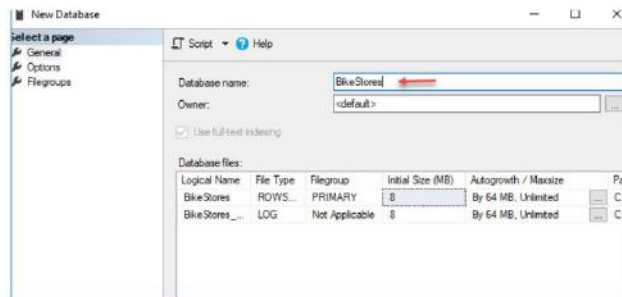 New Database
Select a page
General
Options
Filegroups
Script Help
Database name: BikeStores
Owner: <default>
Use full-text indexing
Database files:
Logical Name File Type Filegroup Initial Size (MB) Autogrowth / Maxsize Pa
BikeStores ROWS... PRIMARY 8 By 64 MB, Unlimited ... C
BikeStores_... LOG Not Applicable 8 By 64 MB, Unlimited ... C